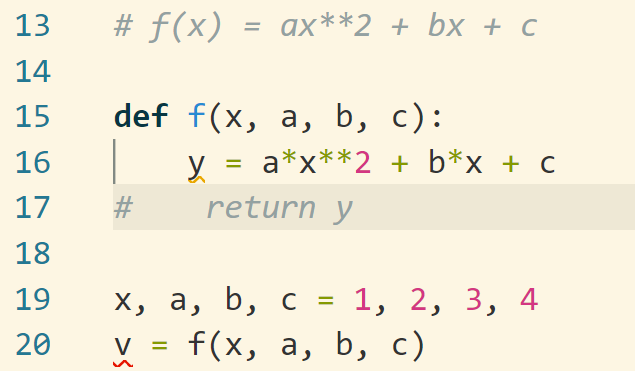 13 # f(x) = ax**2 + bx + c
14
15 def f(x, a, b, c):
16     y = a*x**2 + b*x + c
17 #    return y
18
19 x, a, b, c = 1, 2, 3, 4
20 v = f(x, a, b, c)